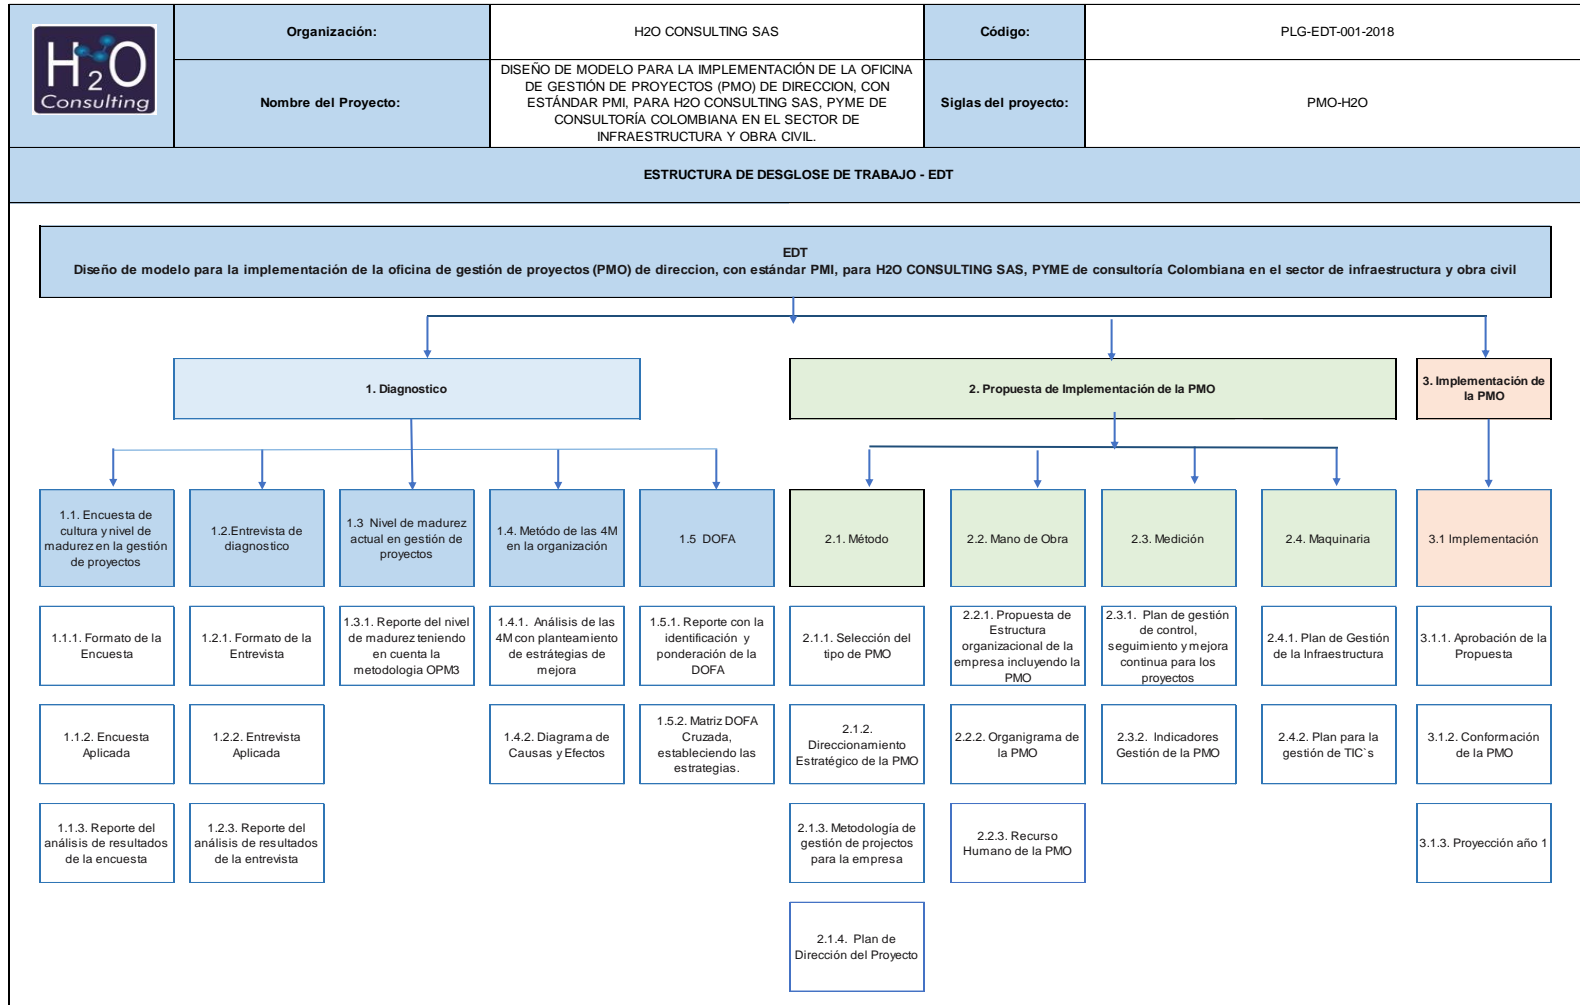 H2O
Consulting
Organización:
H2O CONSULTING SAS
Código:
PLG-EDT-001-2018
Nombre del Proyecto:
DISEÑO DE MODELO PARA LA IMPLEMENTACIÓN DE LA OFICINA
DE GESTIÓN DE PROYECTOS (PMO) DE DIRECCION, CON
ESTÁNDAR PMI, PARA H2O CONSULTING SAS, PYME DE
CONSULTORÍA COLOMBIANA EN EL SECTOR DE
INFRAESTRUCTURA Y OBRA CIVIL.
Siglas del proyecto:
PMO-H2O
ESTRUCTURA DE DESGLOSE DE TRABAJO - EDT
EDT
Diseño de modelo para la implementación de la oficina de gestión de proyectos (PMO) de direccion, con estándar PMI, para H2O CONSULTING SAS, PYME de consultoría Colombiana en el sector de infraestructura y obra civil
1. Diagnostico
2. Propuesta de Implementación de la PMO
3. Implementación de
la PMO
1.1. Encuesta de
cultura y nivel de
madurez en la gestión
de proyectos
1.2.Entrevista de
diagnostico
1.3 Nivel de madurez
actual en gestión de
proyectos
1.4. Metódo de las 4M
en la organización
1.5 DOFA
2.1. Método
2.2. Mano de Obra
2.3. Medición
2.4. Maquinaria
3.1 Implementación
1.1.1. Formato de la
Encuesta
1.2.1. Formato de la
Entrevista
1.3.1. Reporte del nivel
de madurez teniendo
en cuenta la
metodologia OPM3
1.4.1. Análisis de las
4M con planteamiento
de estrátegias de
mejora
1.5.1. Reporte con la
identificación y
ponderación de la
DOFA
2.1.1. Selección del
tipo de PMO
2.2.1. Propuesta de
Estructura
organizacional de la
empresa incluyendo la
PMO
2.3.1. Plan de gestión
de control,
seguimiento y mejora
continua para los
proyectos
2.4.1. Plan de Gestión
de la Infraestructura
3.1.1. Aprobación de la
Propuesta
1.1.2. Encuesta
Aplicada
1.2.2. Entrevista
Aplicada
1.4.2. Diagrama de
Causas y Efectos
1.5.2. Matriz DOFA
Cruzada,
estableciendo las
estrategias.
2.1.2.
Direccionamiento
Estratégico de la PMO
2.2.2. Organigrama de
la PMO
2.3.2. Indicadores
Gestión de la PMO
2.4.2. Plan para la
gestión de TIC`s
3.1.2. Conformación
de la PMO
1.1.3. Reporte del
análisis de resultados
de la encuesta
1.2.3. Reporte del
análisis de resultados
de la entrevista
2.1.3. Metodología de
gestión de projectos
para la empresa
2.2.3. Recurso
Humano de la PMO
3.1.3. Proyección año 1
2.1.4. Plan de
Dirección del Proyecto